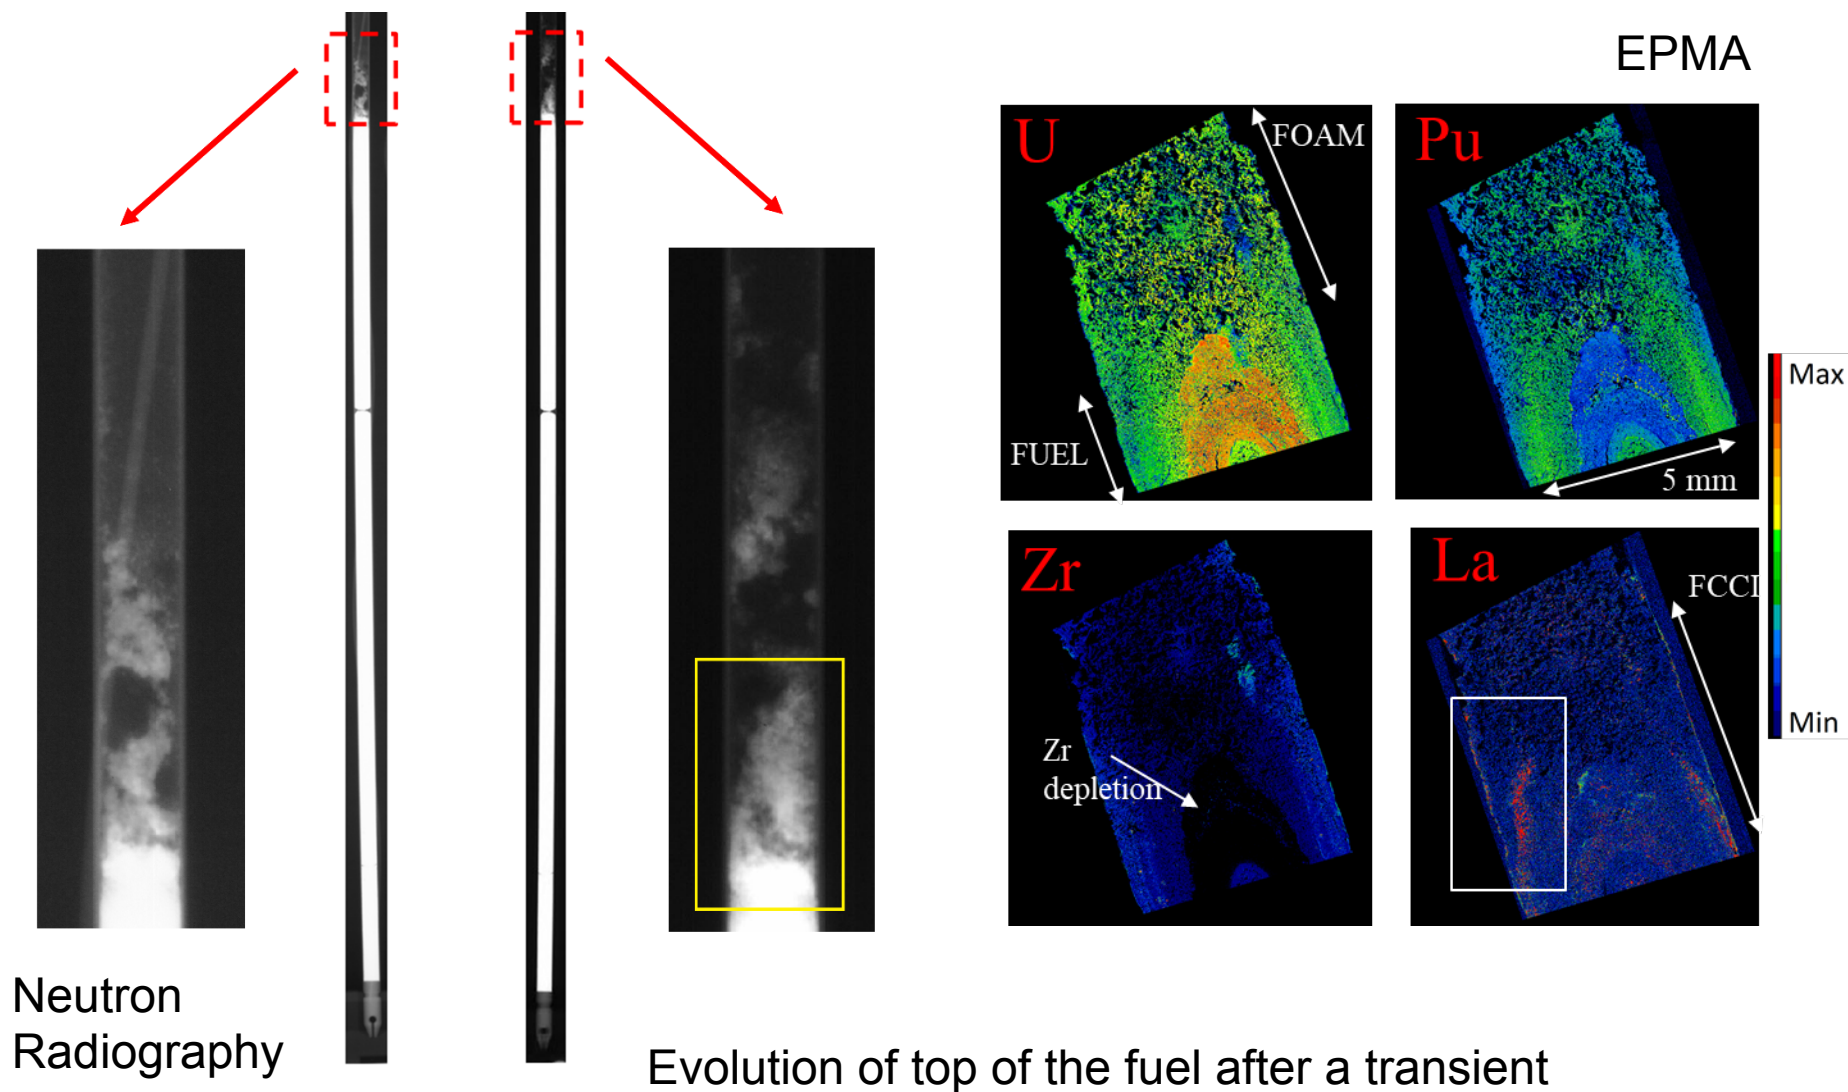 EPMA
U
FOAM
FUEL
Pu
5 mm
Max
Min
Zr
Zr
depletion
La
FCCI
Neutron
Radiography
Evolution of top of the fuel after a transient